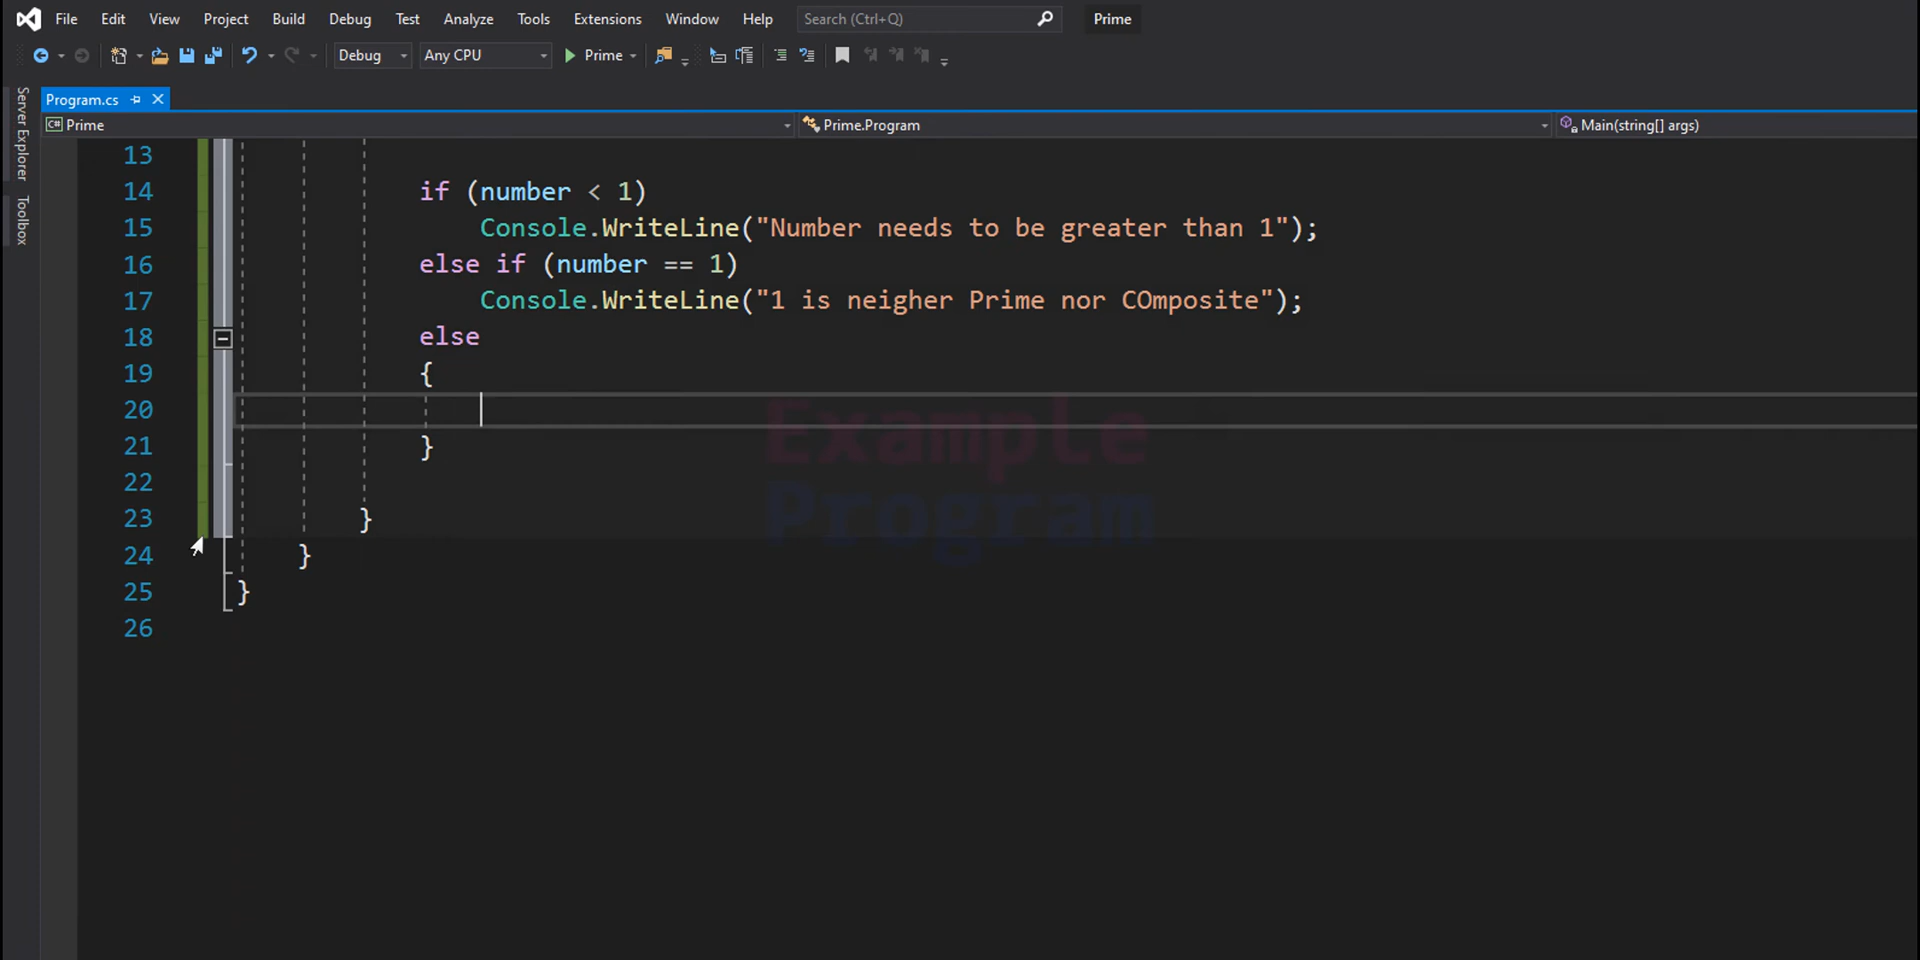 File Edit View Project Build Debug Test Analyze Tools Extensions Window Help Search (Ctrl+Q) Prime
Debug Any CPU Prime
Server Explorer
Toolbox
Program.cs
C# Prime Prime.Program Main(string[] args)
13
14 if (number < 1)
15 Console.WriteLine("Number needs to be greater than 1");
16 else if (number == 1)
17 Console.WriteLine("1 is neigher Prime nor COmposite");
18 else
19 {
20
21 }
22
23 }
24 }
25 }
26
Example
Program